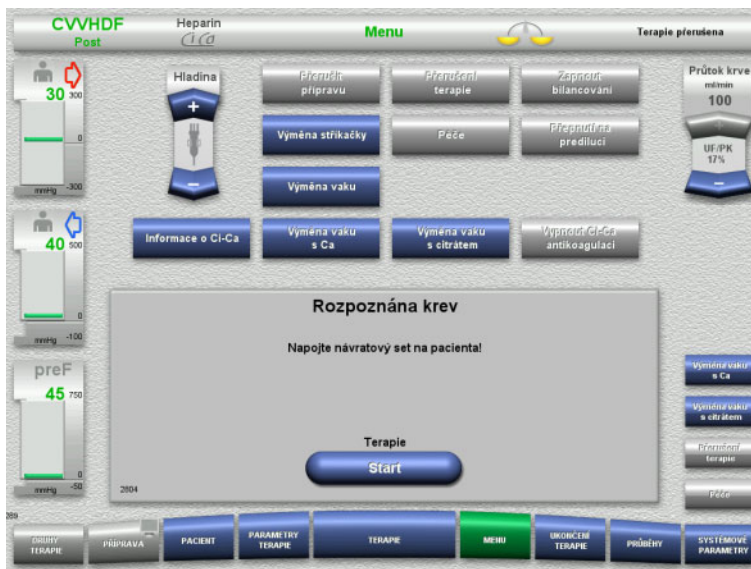 CVVHDF
Post
Heparin
Ci Ca
Menu
Terapie přerušena
30
300
0
-300
mmHg
40
500
0
-100
mmHg
preF
45
750
0
-50
mmHg
Hladina
+
−
Přerušit
přípravu
Přerušení
terapie
Zapnout
bilancování
Výměna stříkačky
Péče
Přepnutí na
predilucí
Výměna vaku
Informace o Ci-Ca
Výměna vaku
s Ca
Výměna vaku
s citrátem
Vypnout Ci-Ca
antikoagulaci
Průtok krve
ml/min
100
+
UF/PK
17%
−
Rozpoznána krev
Napojte návratový set na pacienta!
Terapie
Start
2804
Výměna vaku
s Ca
Výměna vaku
s citrátem
Přerušení
terapie
Péče
289
DRUHY
TERAPIE
PŘÍPRAVA
PACIENT
PARAMETRY
TERAPIE
TERAPIE
MENU
UKONČENÍ
TERAPIE
PRŮBĚHY
SYSTÉMOVÉ
PARAMETRY